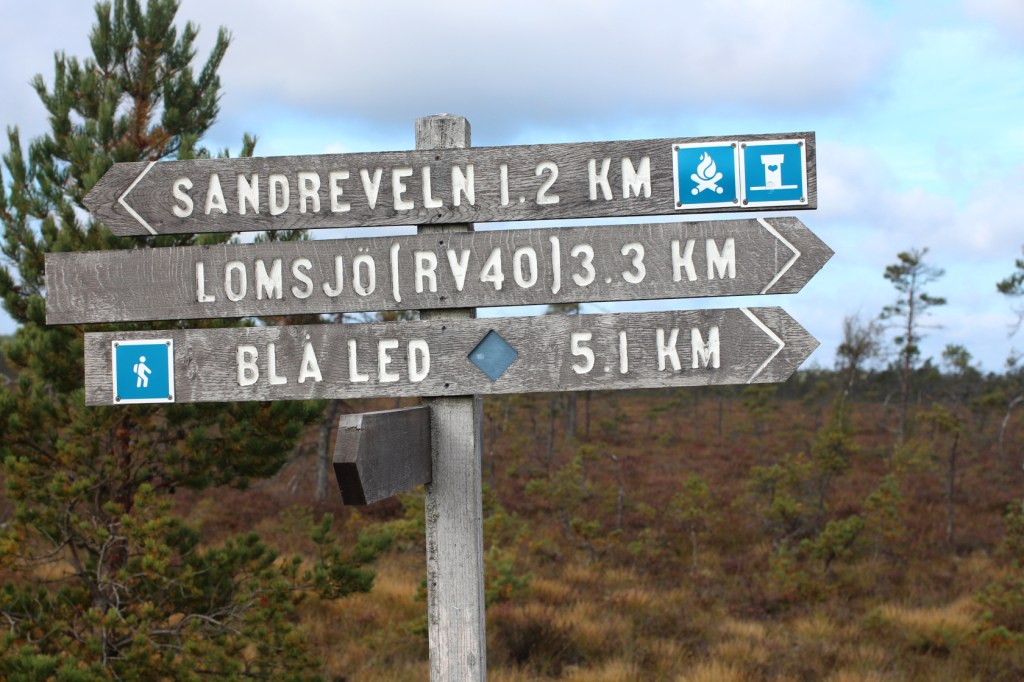 SANDREVELN 1.2 KM
LOMSJÖ (RV40) 3.3 KM
BLÅ LED 5.1 KM